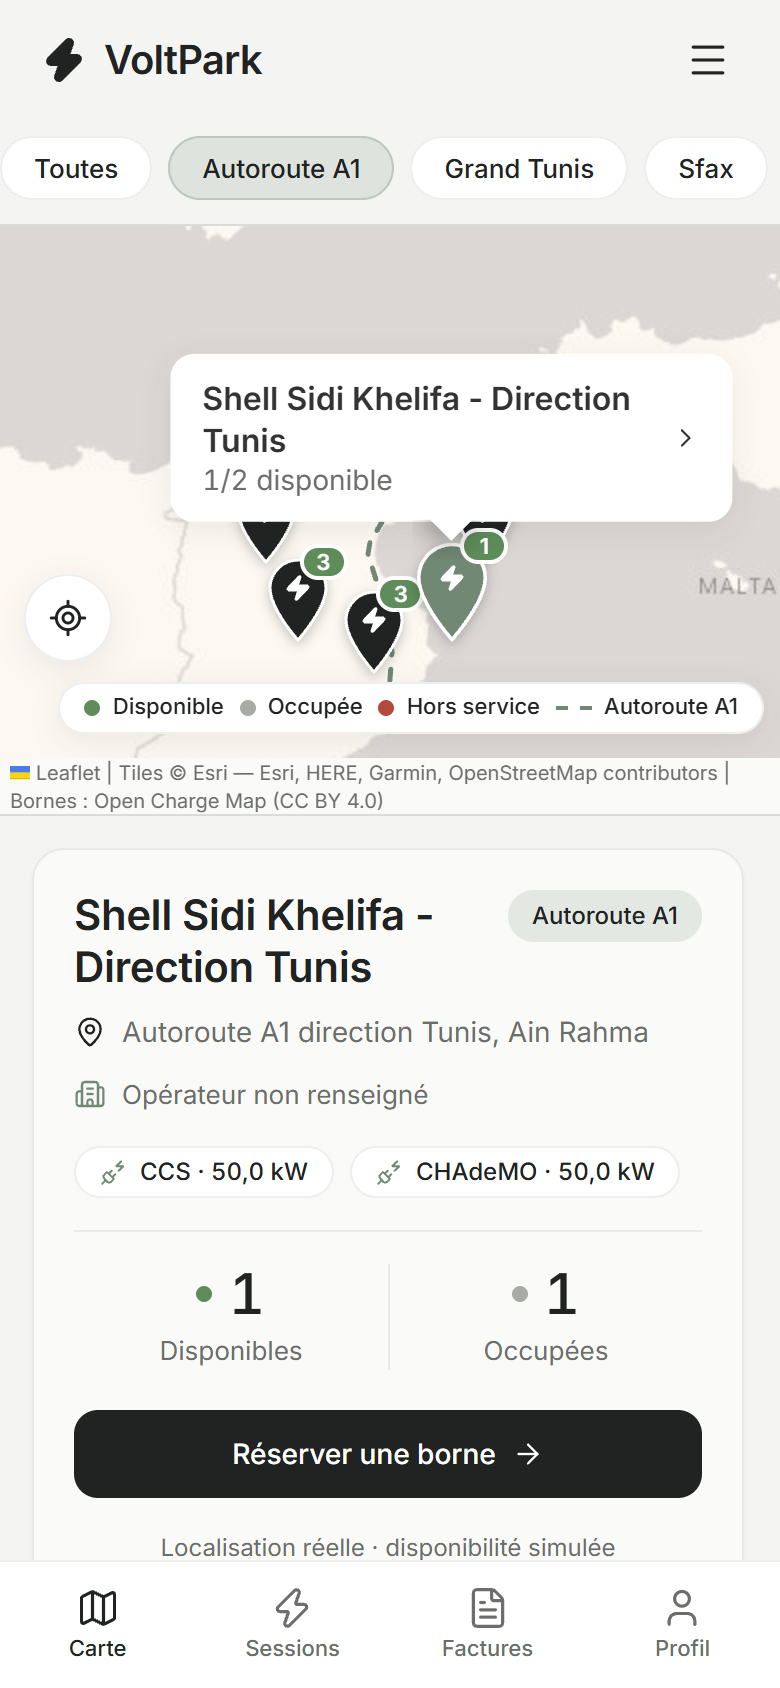 VoltPark
Toutes
Autoroute A1
Grand Tunis
Sfax
Shell Sidi Khelifa - Direction
Tunis
1/2 disponible
1
3
3
MALTA
Disponible
Occupée
Hors service
Autoroute A1
Leaflet | Tiles © Esri — Esri, HERE, Garmin, OpenStreetMap contributors |
Bornes : Open Charge Map (CC BY 4.0)
Shell Sidi Khelifa -
Direction Tunis
Autoroute A1
Autoroute A1 direction Tunis, Ain Rahma
Opérateur non renseigné
CCS · 50,0 kW
CHAdeMO · 50,0 kW
1
Disponibles
1
Occupées
Réserver une borne →
Localisation réelle · disponibilité simulée
Carte
Sessions
Factures
Profil